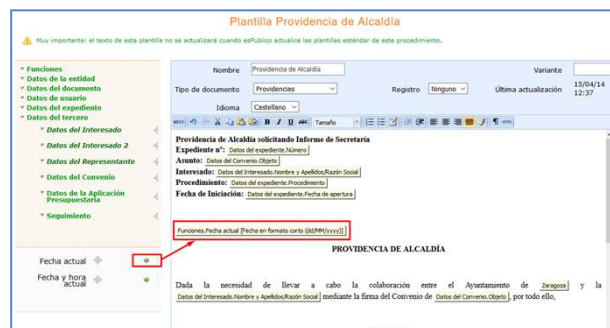 Plantilla Providencia de Alcaldía
Muy importante: el texto de esta plantilla no se actualizará cuando esPublico actualice las plantillas estándar de este procedimiento.
Funciones
Datos de la entidad
Datos del documento
Datos de usuario
Datos del expediente
Datos del tercero
Datos del Interesado
Datos del Interesado 2
Datos del Representante
Datos del Convenio
Datos de la Aplicación
Presupuestaria
Seguimiento
Fecha actual
Fecha y hora
actual
Nombre Providencia de Alcaldía Variante
Tipo de documento Providencias Registro Ninguno Última actualización 15/04/14
12:37
Idioma Castellano
B I U ABC Tamaño
Providencia de Alcaldía solicitando Informe de Secretaría
Expediente nº: Datos del expediente.Número
Asunto: Datos del Convenio.Objeto
Interesado: Datos del Interesado.Nombre y Apellidos/Razón Social
Procedimiento: Datos del expediente.Procedimiento
Fecha de Iniciación: Datos del expediente.Fecha de apertura
Funciones.Fecha actual [Fecha en formato corto (dd/MM/yyyy)]
PROVIDENCIA DE ALCALDÍA
Dada la necesidad de llevar a cabo la colaboración entre el Ayuntamiento de Zaragoza y la
Datos del Interesado.Nombre y Apellidos/Razón Social mediante la firma del Convenio de Datos del Convenio.Objeto, por todo ello,